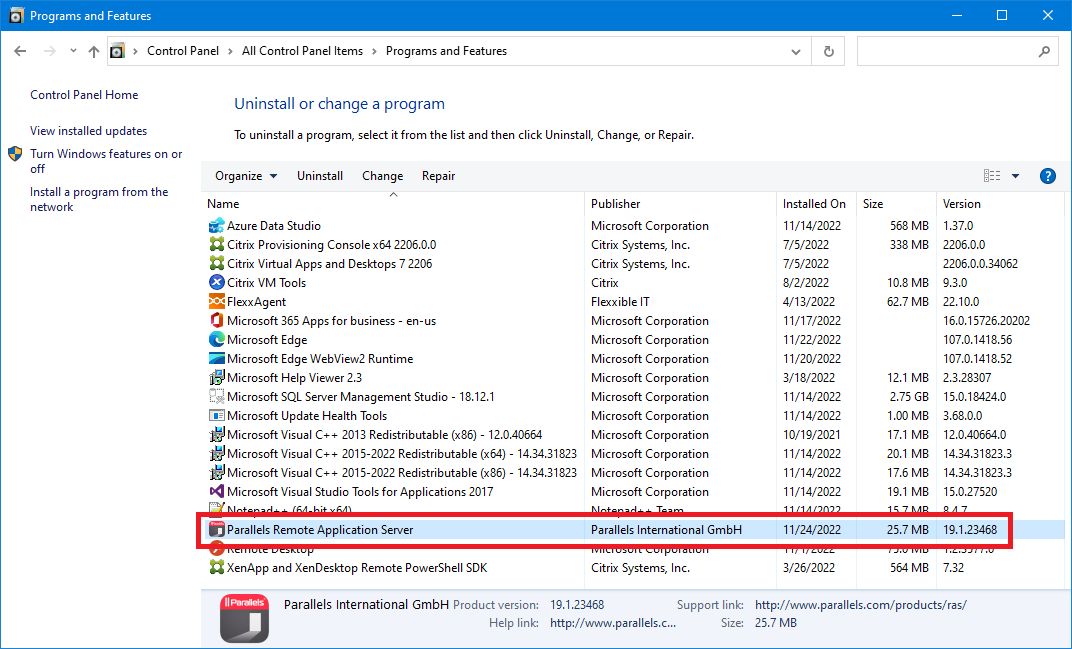 Programs and Features
Control Panel > All Control Panel Items > Programs and Features
Control Panel Home
View installed updates
Turn Windows features on or
off
Install a program from the
network
Uninstall or change a program
To uninstall a program, select it from the list and then click Uninstall, Change, or Repair.
Organize Uninstall Change Repair
Name Publisher Installed On Size Version
Azure Data Studio Microsoft Corporation 11/14/2022 568 MB 1.37.0
Citrix Provisioning Console x64 2206.0.0 Citrix Systems, Inc. 7/5/2022 338 MB 2206.0.0
Citrix Virtual Apps and Desktops 7 2206 Citrix Systems, Inc. 7/5/2022 2206.0.0.34062
Citrix VM Tools Citrix 8/2/2022 10.8 MB 9.3.0
FlexxAgent Flexxible IT 4/13/2022 62.7 MB 22.10.0
Microsoft 365 Apps for business - en-us Microsoft Corporation 11/17/2022 16.0.15726.20202
Microsoft Edge Microsoft Corporation 11/22/2022 107.0.1418.56
Microsoft Edge WebView2 Runtime Microsoft Corporation 11/20/2022 107.0.1418.52
Microsoft Help Viewer 2.3 Microsoft Corporation 3/18/2022 12.1 MB 2.3.28307
Microsoft SQL Server Management Studio - 18.12.1 Microsoft Corporation 11/14/2022 2.75 GB 15.0.18424.0
Microsoft Update Health Tools Microsoft Corporation 11/14/2022 1.00 MB 3.68.0.0
Microsoft Visual C++ 2013 Redistributable (x86) - 12.0.40664 Microsoft Corporation 10/19/2021 17.1 MB 12.0.40664.0
Microsoft Visual C++ 2015-2022 Redistributable (x64) - 14.34.31823 Microsoft Corporation 11/14/2022 20.1 MB 14.34.31823.3
Microsoft Visual C++ 2015-2022 Redistributable (x86) - 14.34.31823 Microsoft Corporation 11/14/2022 17.6 MB 14.34.31823.3
Microsoft Visual Studio Tools for Applications 2017 Microsoft Corporation 11/14/2022 19.1 MB 15.0.27520
Notepad++ (64-bit x64) Notepad++ Team 11/14/2022 15.7 MB 8.4.7
Parallels Remote Application Server Parallels International GmbH 11/24/2022 25.7 MB 19.1.23468
Remote Desktop Microsoft Corporation 11/1/2022 MB
XenApp and XenDesktop Remote PowerShell SDK Citrix Systems, Inc. 3/26/2022 564 MB 7.32
Parallels
Parallels International GmbH Product version: 19.1.23468 Support link: http://www.parallels.com/products/ras/
Help link: http://www.parallels.c... Size: 25.7 MB